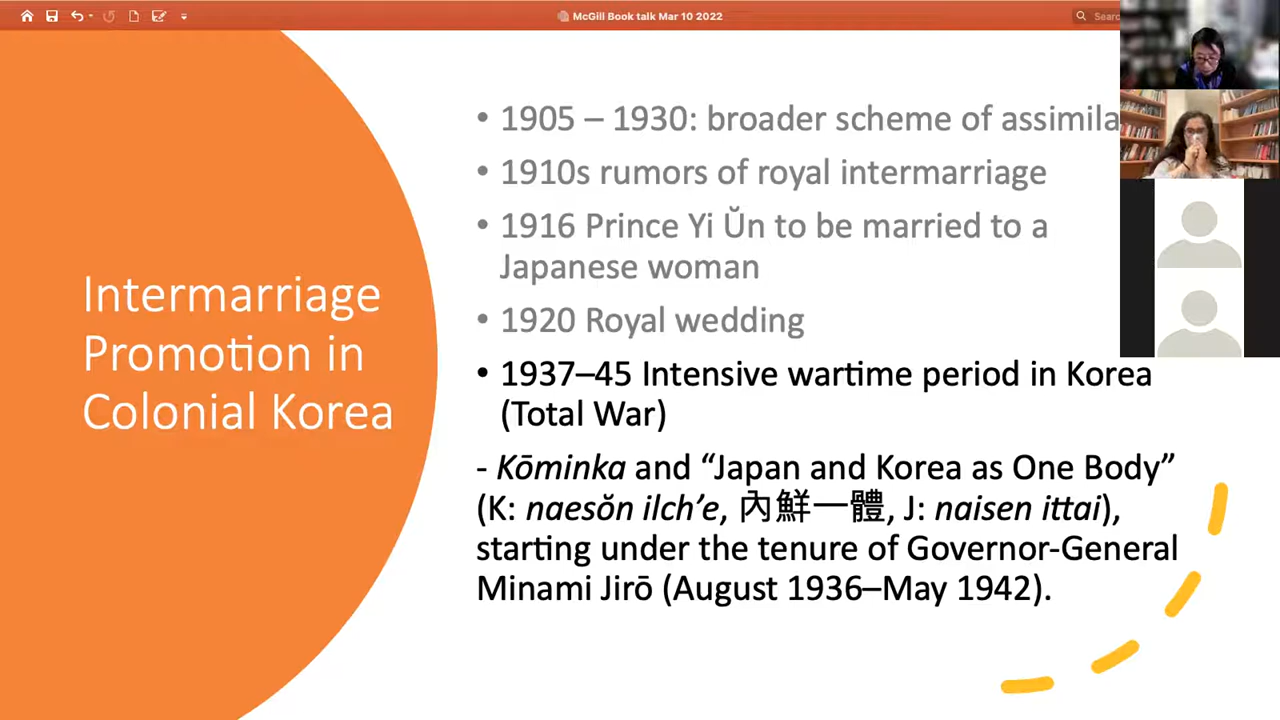 McGill Book talk Mar 10 2022
Intermarriage
Promotion in
Colonial Korea
• 1905 – 1930: broader scheme of
• 1910s rumors of royal intermarriage
• 1916 Prince Yi Ŭn to be married to a
Japanese woman
• 1920 Royal wedding
• 1937–45 Intensive wartime period in Korea
(Total War)
- Kōminka and “Japan and Korea as One Body”
(K: naesŏn ilch’e, 內鮮一體, J: naisen ittai),
starting under the tenure of Governor-General
Minami Jirō (August 1936–May 1942).